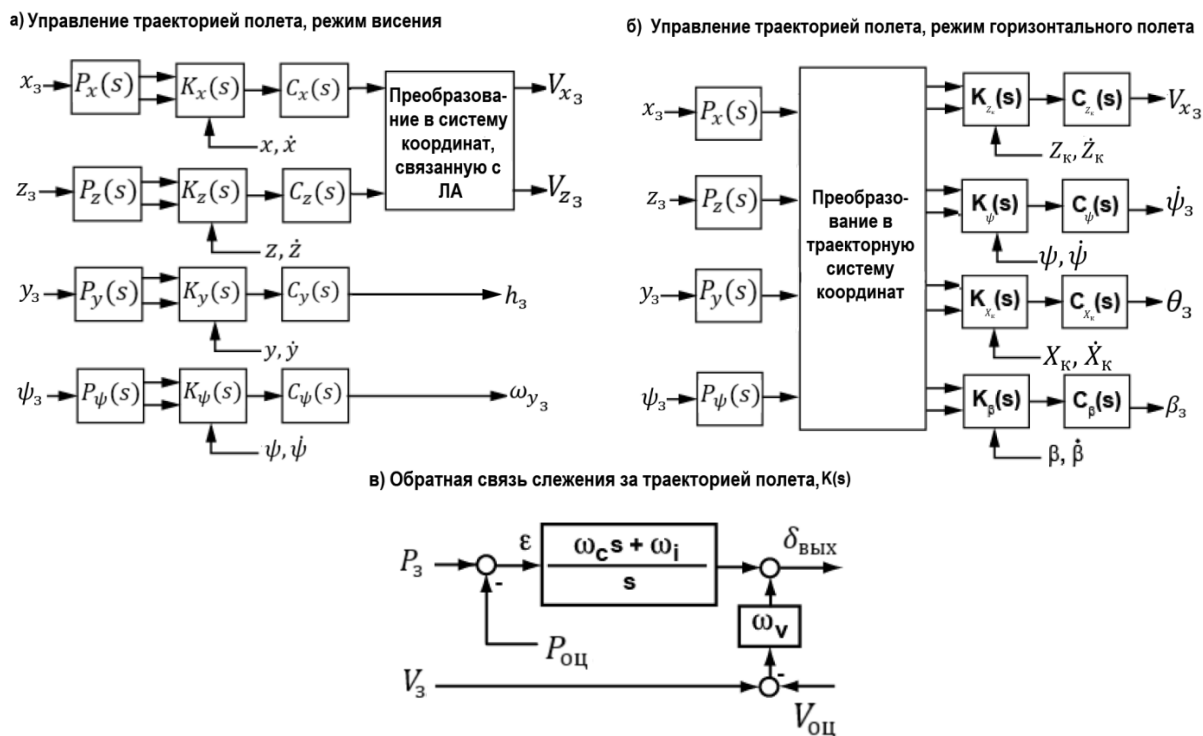 а) Управление траекторией полета, режим висения
x₃ P_x(s) K_x(s) C_x(s) V_x₃
x, ẋ
Преобразова-
ние в систему
координат,
связанную с
ЛА
z₃ P_z(s) K_z(s) C_z(s) V_z₃
z, ż
y₃ P_y(s) K_y(s) C_y(s) h₃
y, ẏ
ψ₃ P_ψ(s) K_ψ(s) C_ψ(s) ω_y₃
ψ, ψ̇
б) Управление траекторией полета, режим горизонтального полета
x₃ P_x(s)
z₃ P_z(s)
y₃ P_y(s)
ψ₃ P_ψ(s)
Преобразо-
вание в
траекторную
систему
координат
K_Zк(s) C_Zк(s) V_x₃
Z_к, Ż_к
K_ψ(s) C_ψ(s) ψ̇₃
ψ, ψ̇
K_Xк(s) C_Xк(s) θ₃
X_к, Ẋ_к
K_β(s) C_β(s) β₃
β, β̇
в) Обратная связь слежения за траекторией полета, K(s)
P₃ - ε
ω_c s + ω_i
s
δ_вых
P_оц
ω_v
V₃ -
V_оц